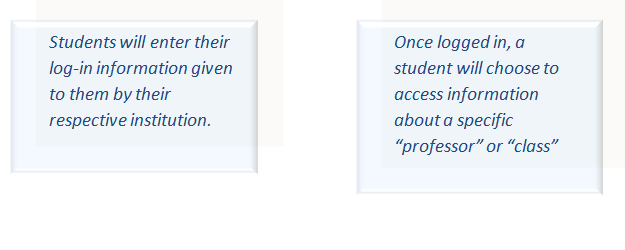 Students will enter their
log-in information given
to them by their
respective institution.
Once logged in, a
student will choose to
access information
about a specific
“professor” or “class”